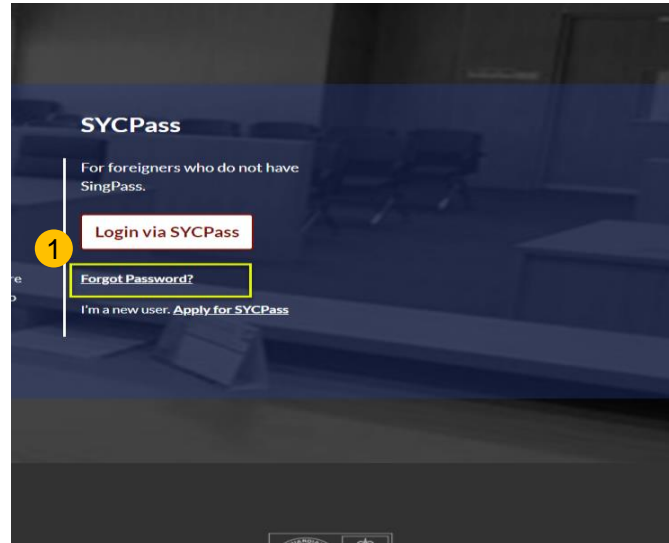 SYCPass
For foreigners who do not have
SingPass.
Login via SYCPass
1
re
Forgot Password?
I'm a new user. Apply for SYCPass